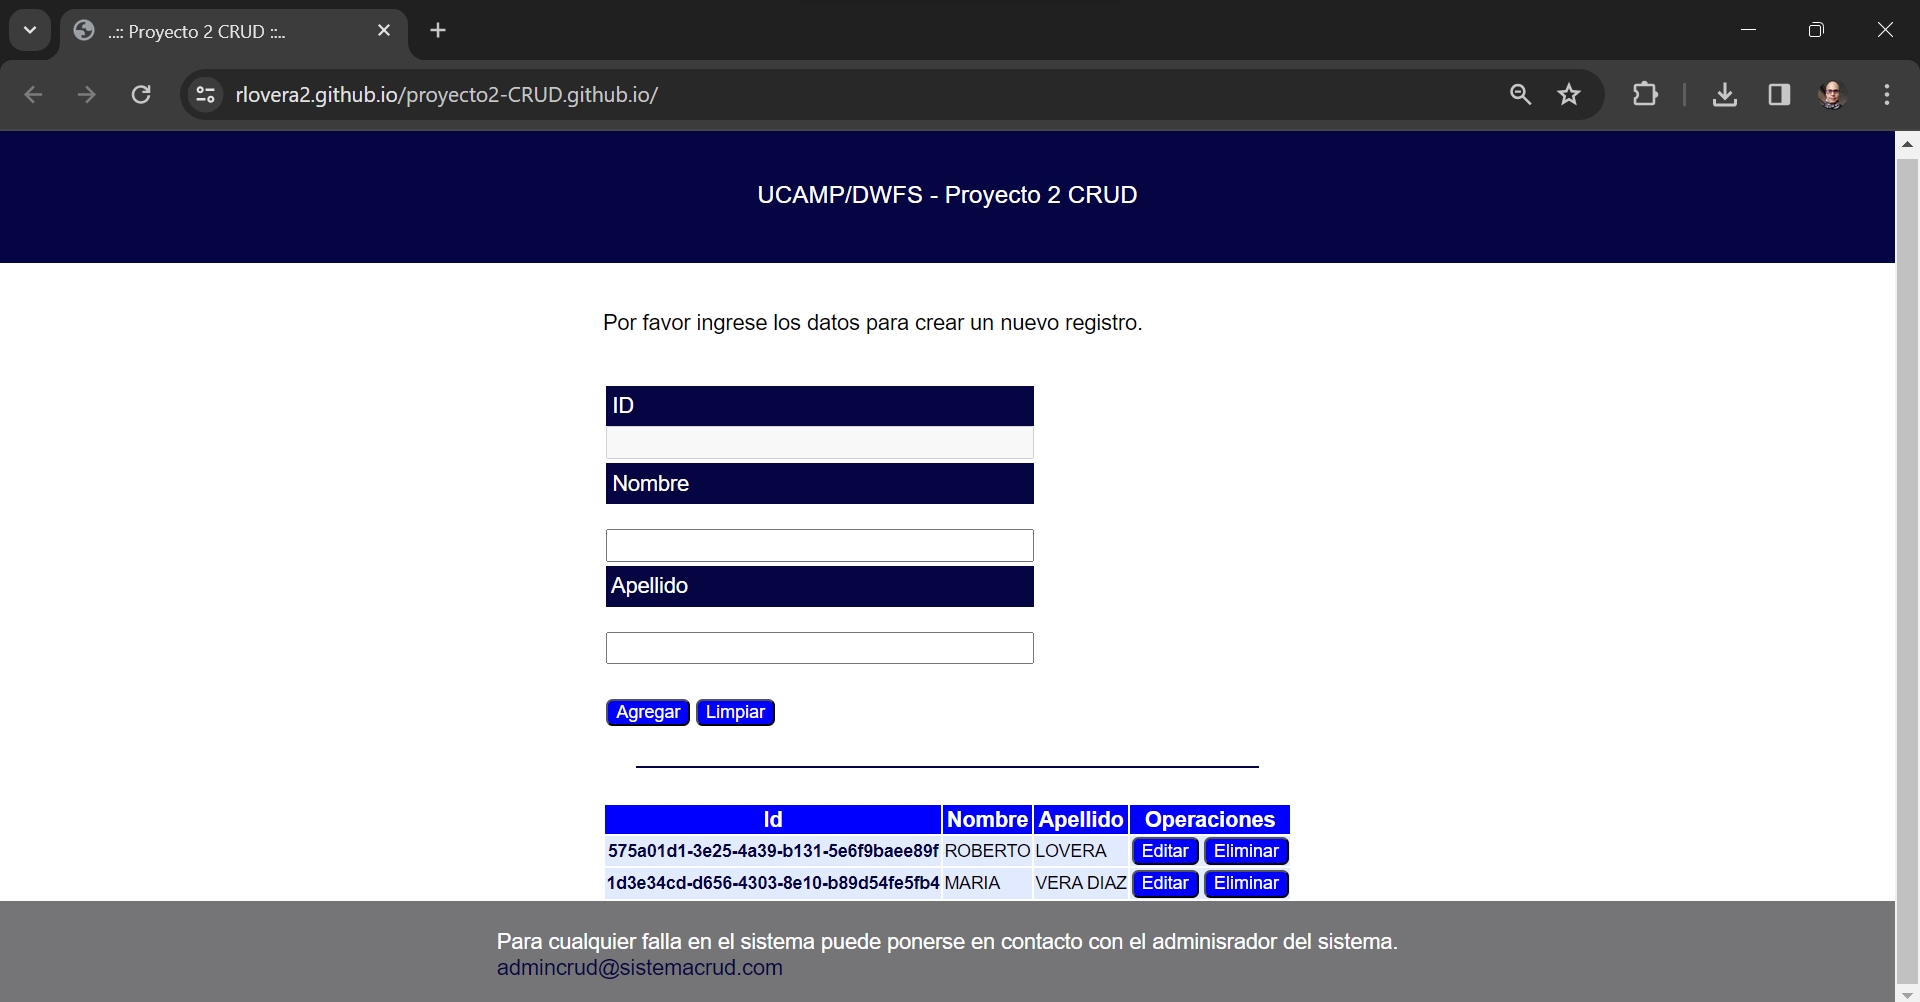 ..:: Proyecto 2 CRUD ::..
rlovera2.github.io/proyecto2-CRUD.github.io/
UCAMP/DWFS - Proyecto 2 CRUD
Por favor ingrese los datos para crear un nuevo registro.
ID
Nombre
Apellido
Agregar Limpiar
Id Nombre Apellido Operaciones
575a01d1-3e25-4a39-b131-5e6f9baee89f ROBERTO LOVERA Editar Eliminar
1d3e34cd-d656-4303-8e10-b89d54fe5fb4 MARIA VERA DIAZ Editar Eliminar
Para cualquier falla en el sistema puede ponerse en contacto con el adminisrador del sistema.
admincrud@sistemacrud.com